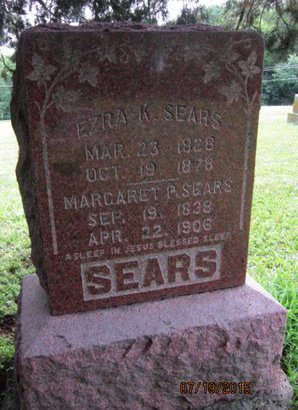 EZRA K. SEARS
MAR. 23, 1828
OCT. 19, 1878
MARGARET P. SEARS
SEP. 19, 1838
APR. 22, 1906
ASLEEP IN JESUS BLESSED SLEEP
SEARS
07/19/2015